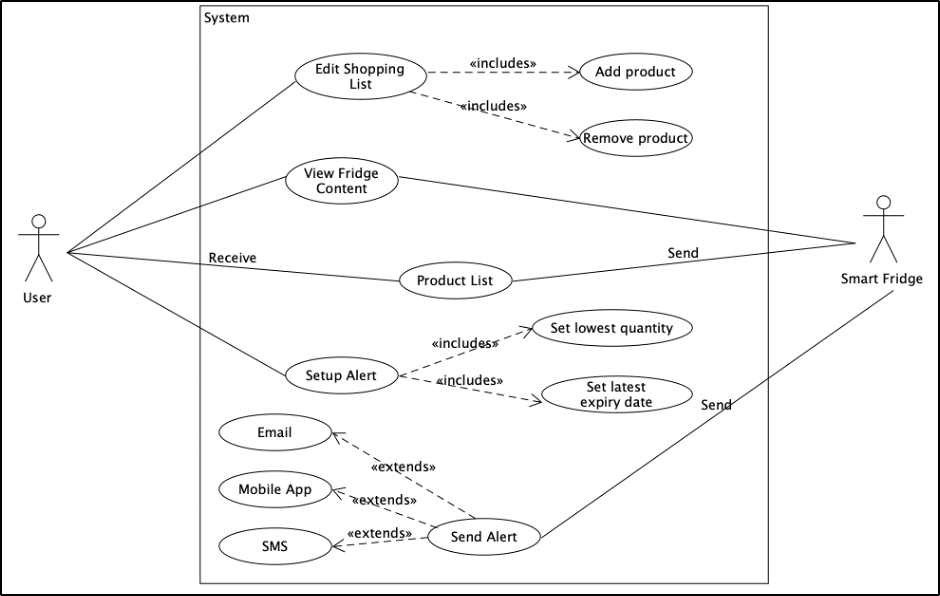 System
Edit Shopping
List
«includes»
Add product
«includes»
Remove product
View Fridge
Content
User
Receive
Product List
Send
Smart Fridge
Set lowest quantity
«includes»
Setup Alert
«includes»
Set latest
expiry date
Send
Email
«extends»
Mobile App
«extends»
SMS
«extends»
Send Alert